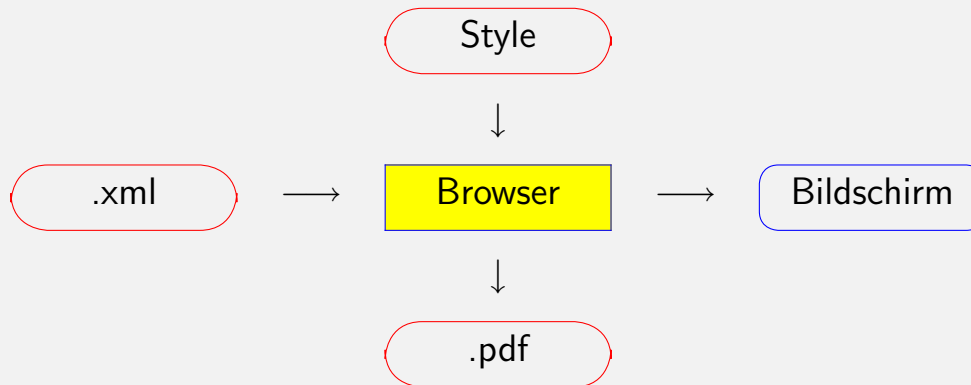 Style
↓
.xml ⟶ Browser ⟶ Bildschirm
↓
.pdf